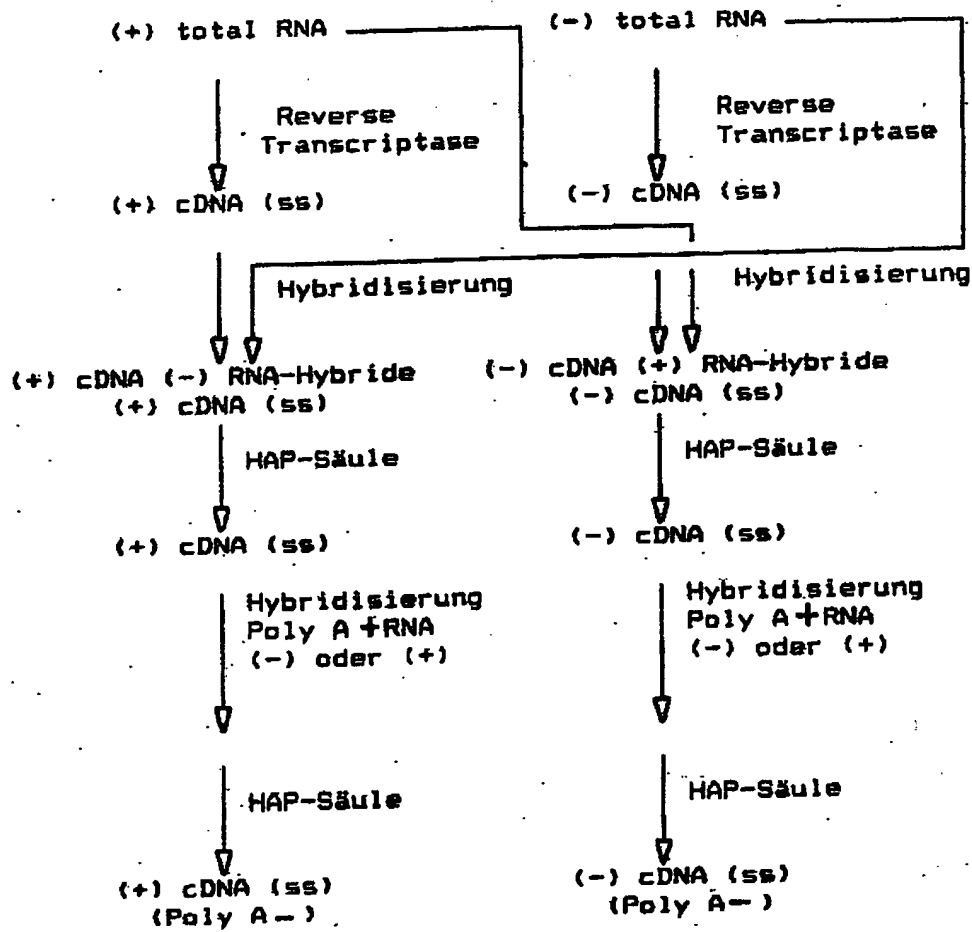 (+) total RNA
(-) total RNA
Reverse
Transcriptase
Reverse
Transcriptase
(+) cDNA (ss)
(-) cDNA (ss)
Hybridisierung
Hybridisierung
(+) cDNA (-) RNA-Hybride
(+) cDNA (ss)
(-) cDNA (+) RNA-Hybride
(-) cDNA (ss)
HAP-Säule
HAP-Säule
(+) cDNA (ss)
(-) cDNA (ss)
Hybridisierung
Poly A+RNA
(-) oder (+)
Hybridisierung
Poly A+RNA
(-) oder (+)
HAP-Säule
HAP-Säule
(+) cDNA (ss)
(Poly A-)
(-) cDNA (ss)
(Poly A-)